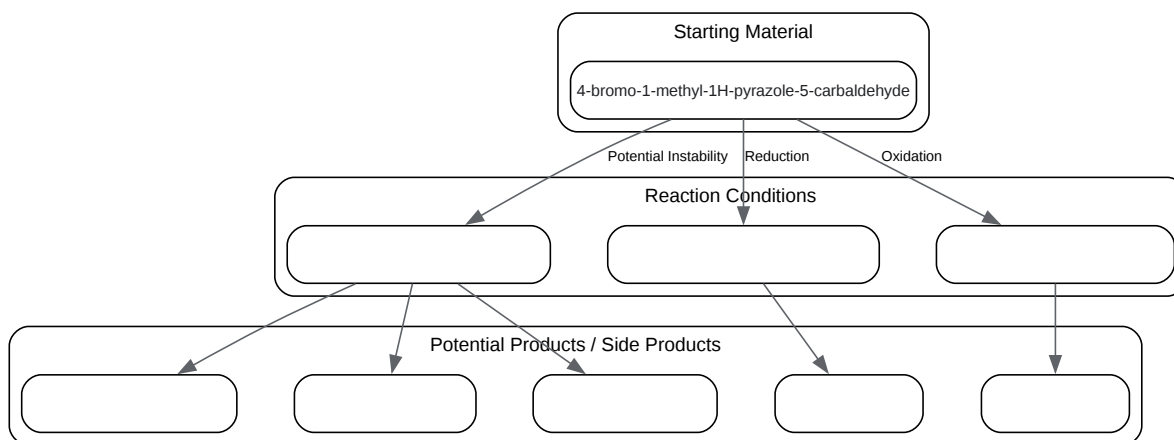 Starting Material
4-bromo-1-methyl-1H-pyrazole-5-carbaldehyde
Potential Instability
Reduction
Oxidation
Reaction Conditions
Potential Products / Side Products